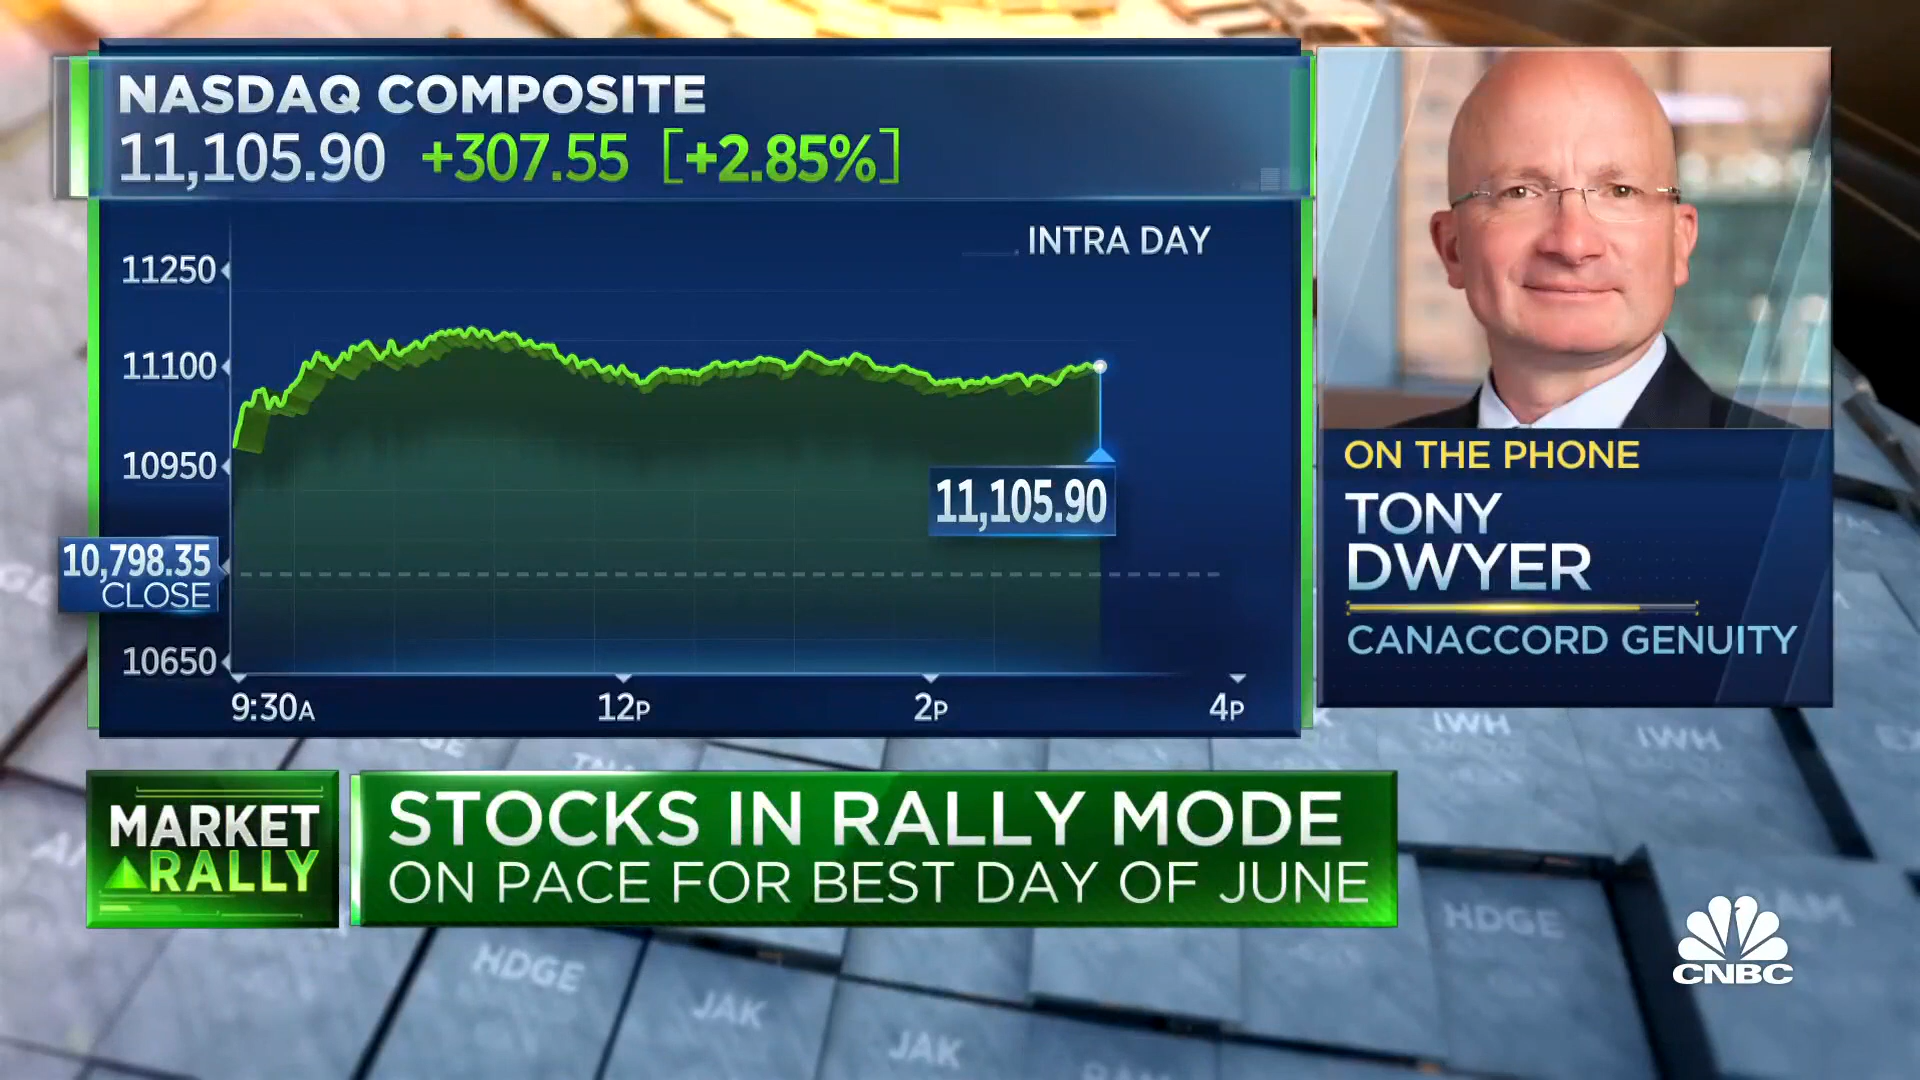 NASDAQ COMPOSITE
11,105.90 +307.55 [+2.85%]
INTRA DAY
11250
11100
10950
10,798.35
CLOSE
10650
11,105.90
9:30A 12P 2P 4P
ON THE PHONE
TONY
DWYER
CANACCORD GENUITY
MARKET
RALLY
STOCKS IN RALLY MODE
ON PACE FOR BEST DAY OF JUNE
CNBC
IWH
IWH
HDGE
HDGE
JAK
JAK